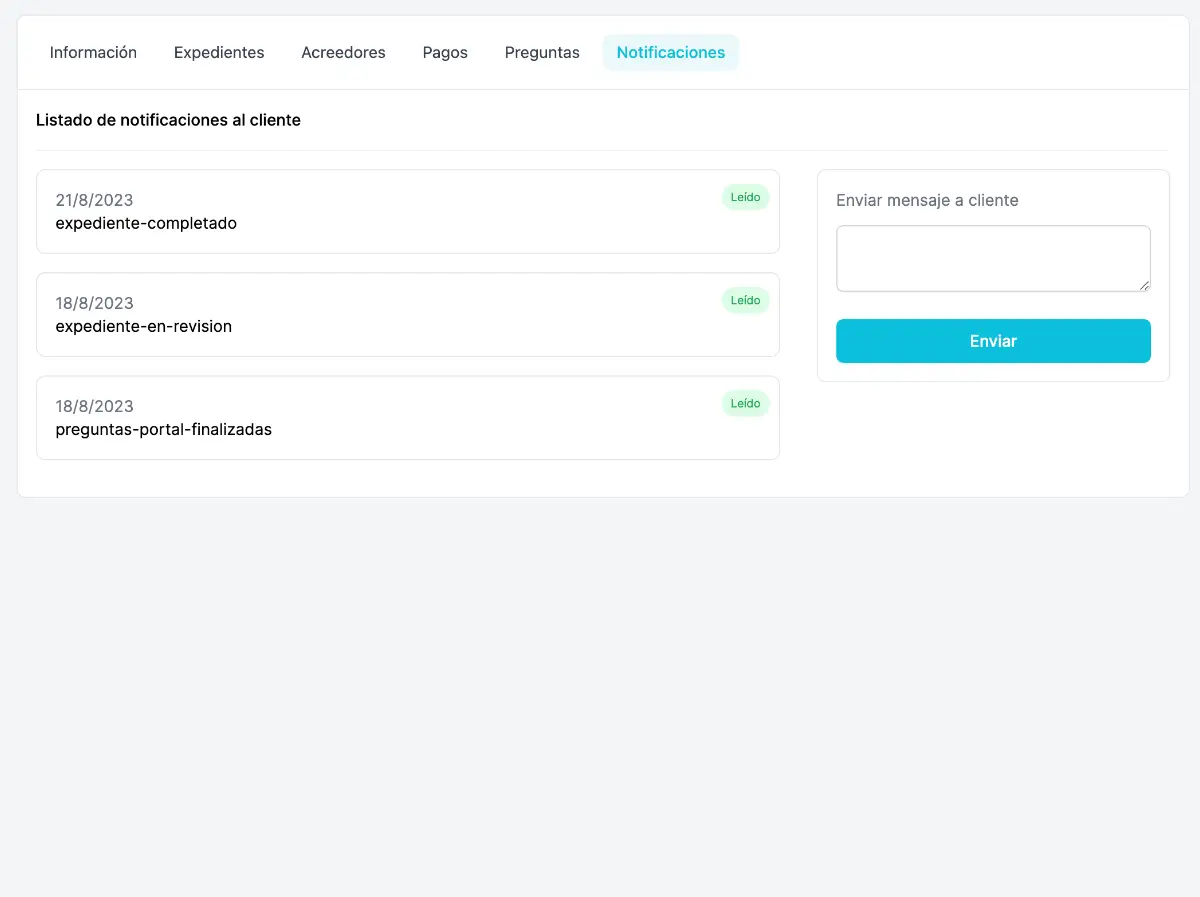 Información Expedientes Acreedores Pagos Preguntas Notificaciones
Listado de notificaciones al cliente
21/8/2023 Leído
expediente-completado
18/8/2023 Leído
expediente-en-revision
18/8/2023 Leído
preguntas-portal-finalizadas
Enviar mensaje a cliente
Enviar